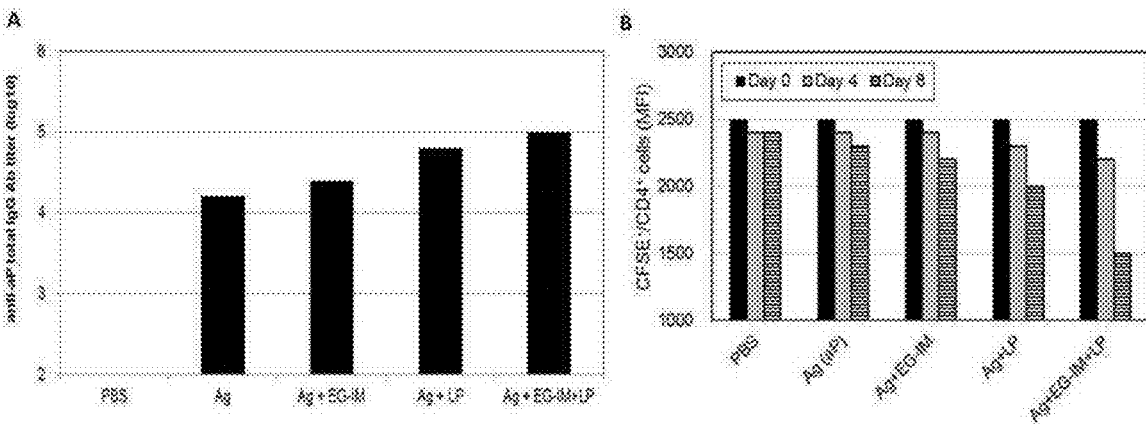 A
anti-aP total IgG Ab titer (log10)
8
5
4
3
2
PBS
Ag
Ag + EG-IM
Ag + LP
Ag + EG-IM+LP
B
CFSE⁺/CD4⁺ cells (MFI)
3000
2500
2000
1500
1000
Day 0 Day 4 Day 8
PBS
Ag (aP)
Ag+EG-IM
Ag+LP
Ag+EG-IM+LP